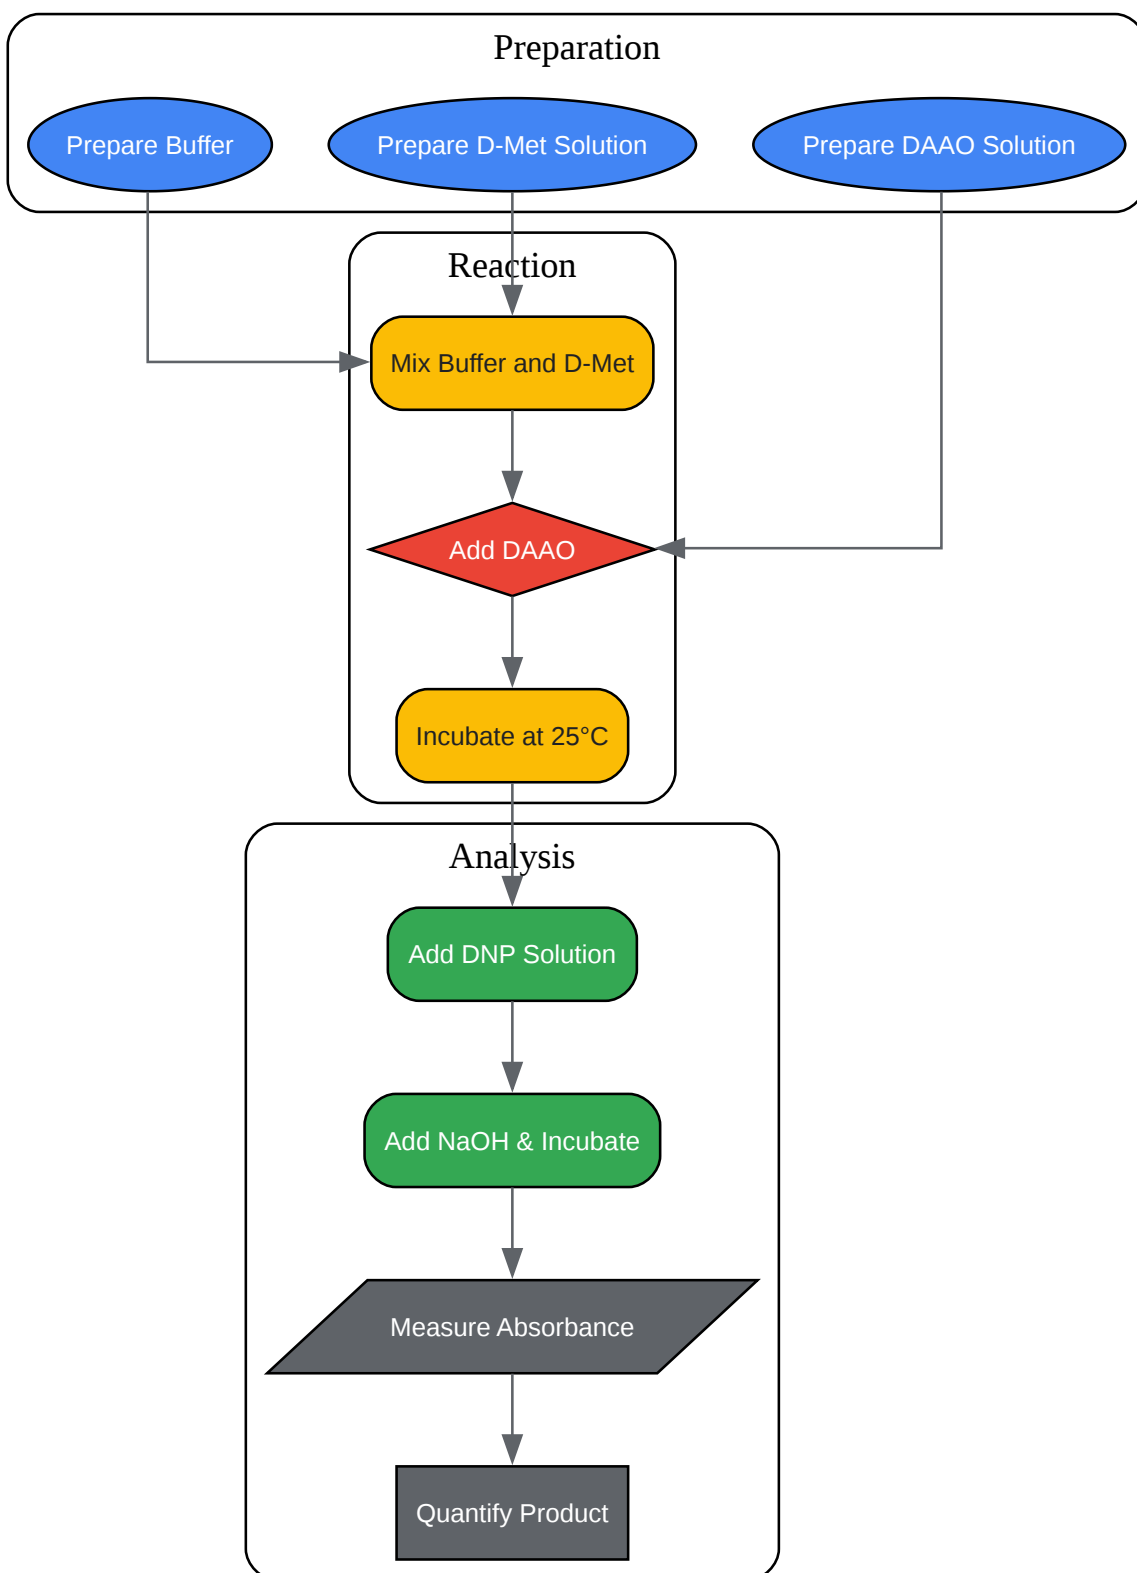 Preparation
Prepare Buffer
Prepare D-Met Solution
Prepare DAAO Solution
Reaction
Mix Buffer and D-Met
Add DAAO
Incubate at 25°C
Analysis
Add DNP Solution
Add NaOH & Incubate
Measure Absorbance
Quantify Product